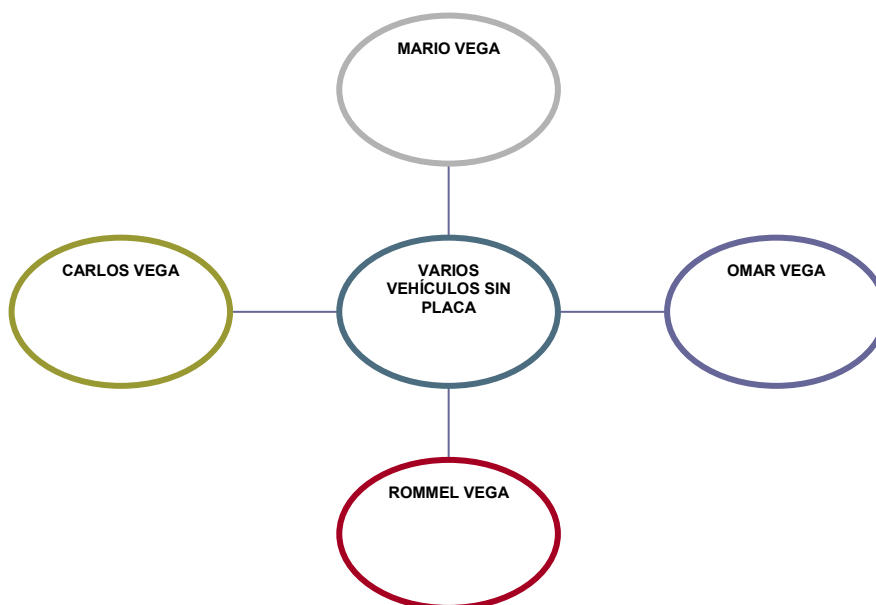 MARIO VEGA
CARLOS VEGA
VARIOS
VEHÍCULOS SIN
PLACA
OMAR VEGA
ROMMEL VEGA